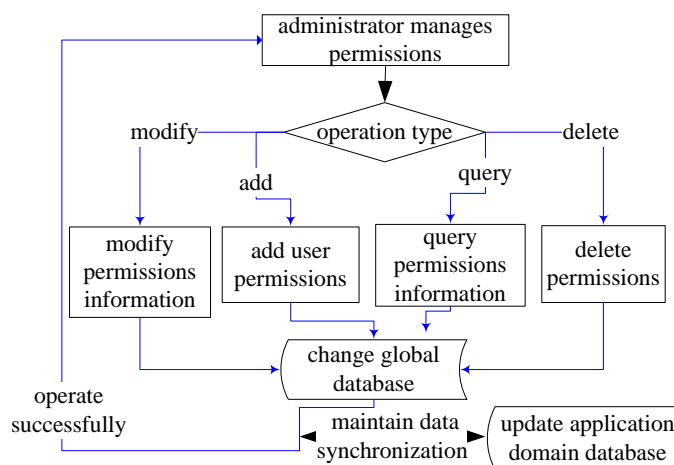 administrator manages
permissions
operation type
modify
delete
add
query
modify
permissions
information
add user
permissions
query
permissions
information
delete
permissions
change global
database
operate
successfully
maintain data
synchronization
update application
domain database